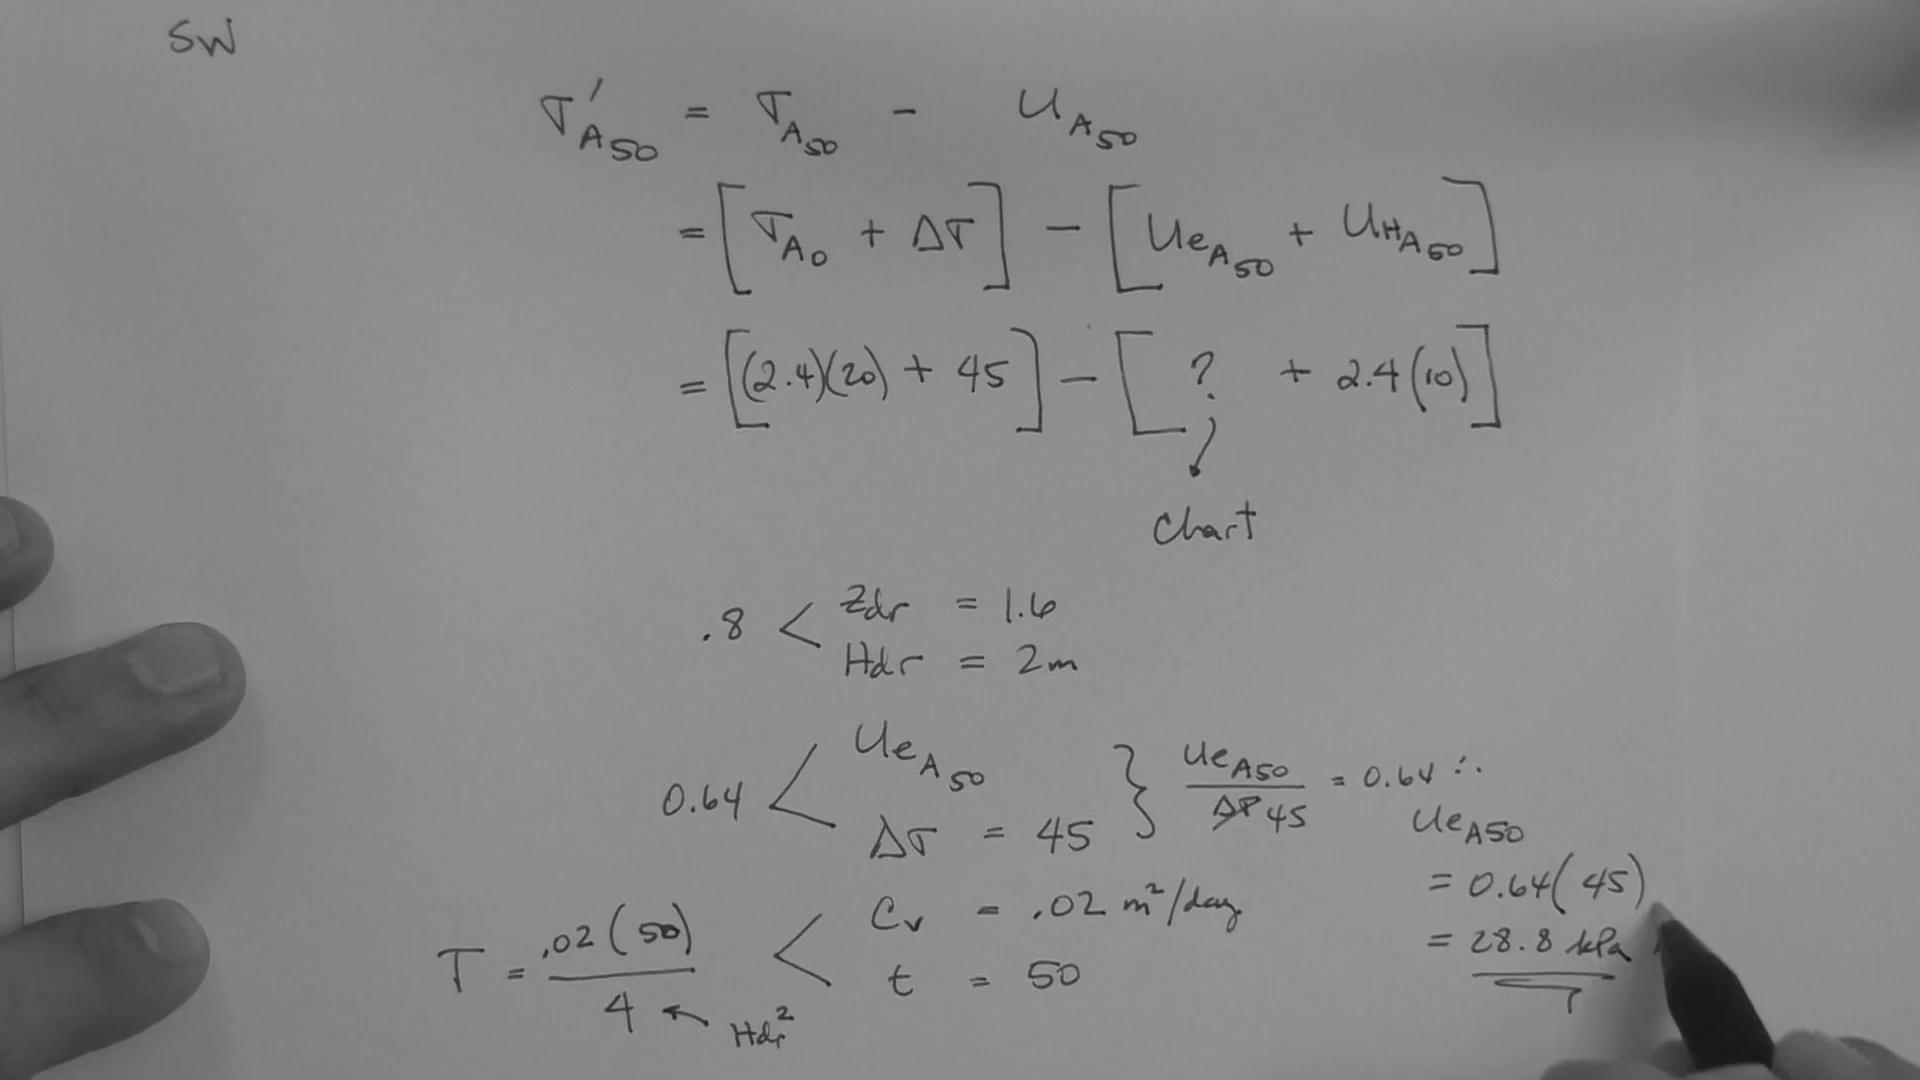 SW
σ'A50 = σA50 - UA50
= [σA0 + Δσ] - [UeA50 + UHA50]
= [(2.4)(20) + 45] - [? + 2.4(10)]
Chart
.8 < Zdr = 1.6
Hdr = 2m
0.64 < UeA50
Δσ = 45 } UeA50 / 45 = 0.64 ∴
UeA50
= 0.64(45)
= 28.8 kPa
T = .02(50) / 4 ← Hdr² < Cv = .02 m²/day
t = 50